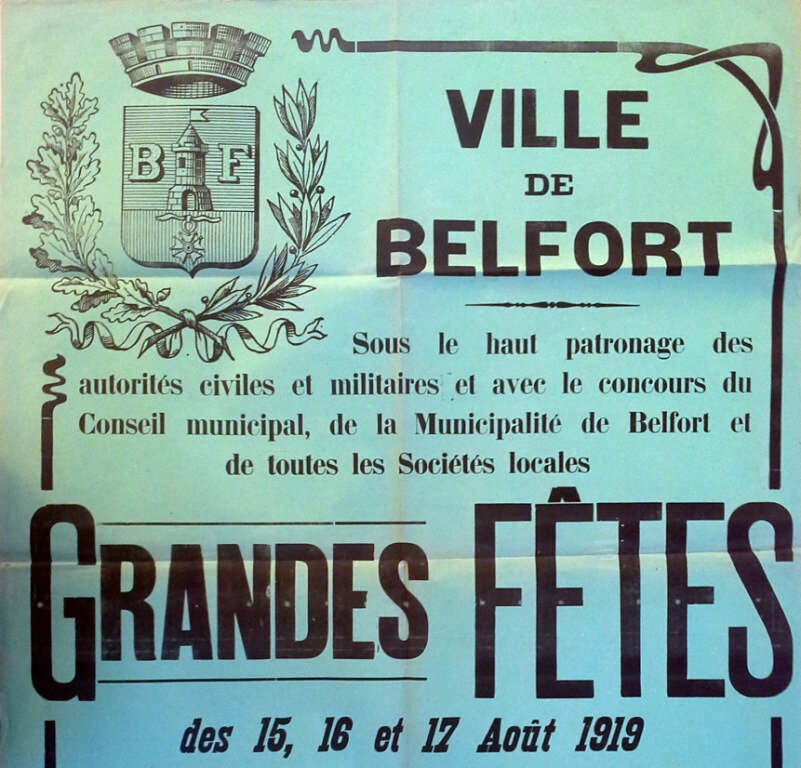 B F
VILLE
DE
BELFORT
Sous le haut patronage des
autorités civiles et militaires et avec le concours du
Conseil municipal, de la Municipalité de Belfort et
de toutes les Sociétés locales
GRANDES FÊTES
des 15, 16 et 17 Août 1919